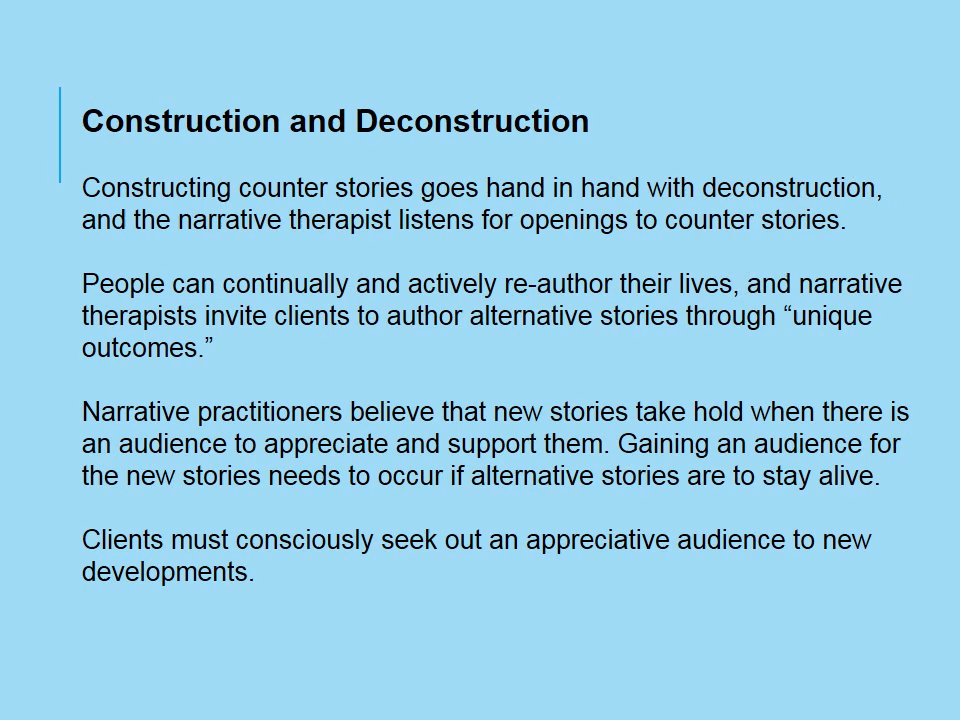 Construction and Deconstruction
Constructing counter stories goes hand in hand with deconstruction,
and the narrative therapist listens for openings to counter stories.
People can continually and actively re-author their lives, and narrative
therapists invite clients to author alternative stories through “unique
outcomes.”
Narrative practitioners believe that new stories take hold when there is
an audience to appreciate and support them. Gaining an audience for
the new stories needs to occur if alternative stories are to stay alive.
Clients must consciously seek out an appreciative audience to new
developments.